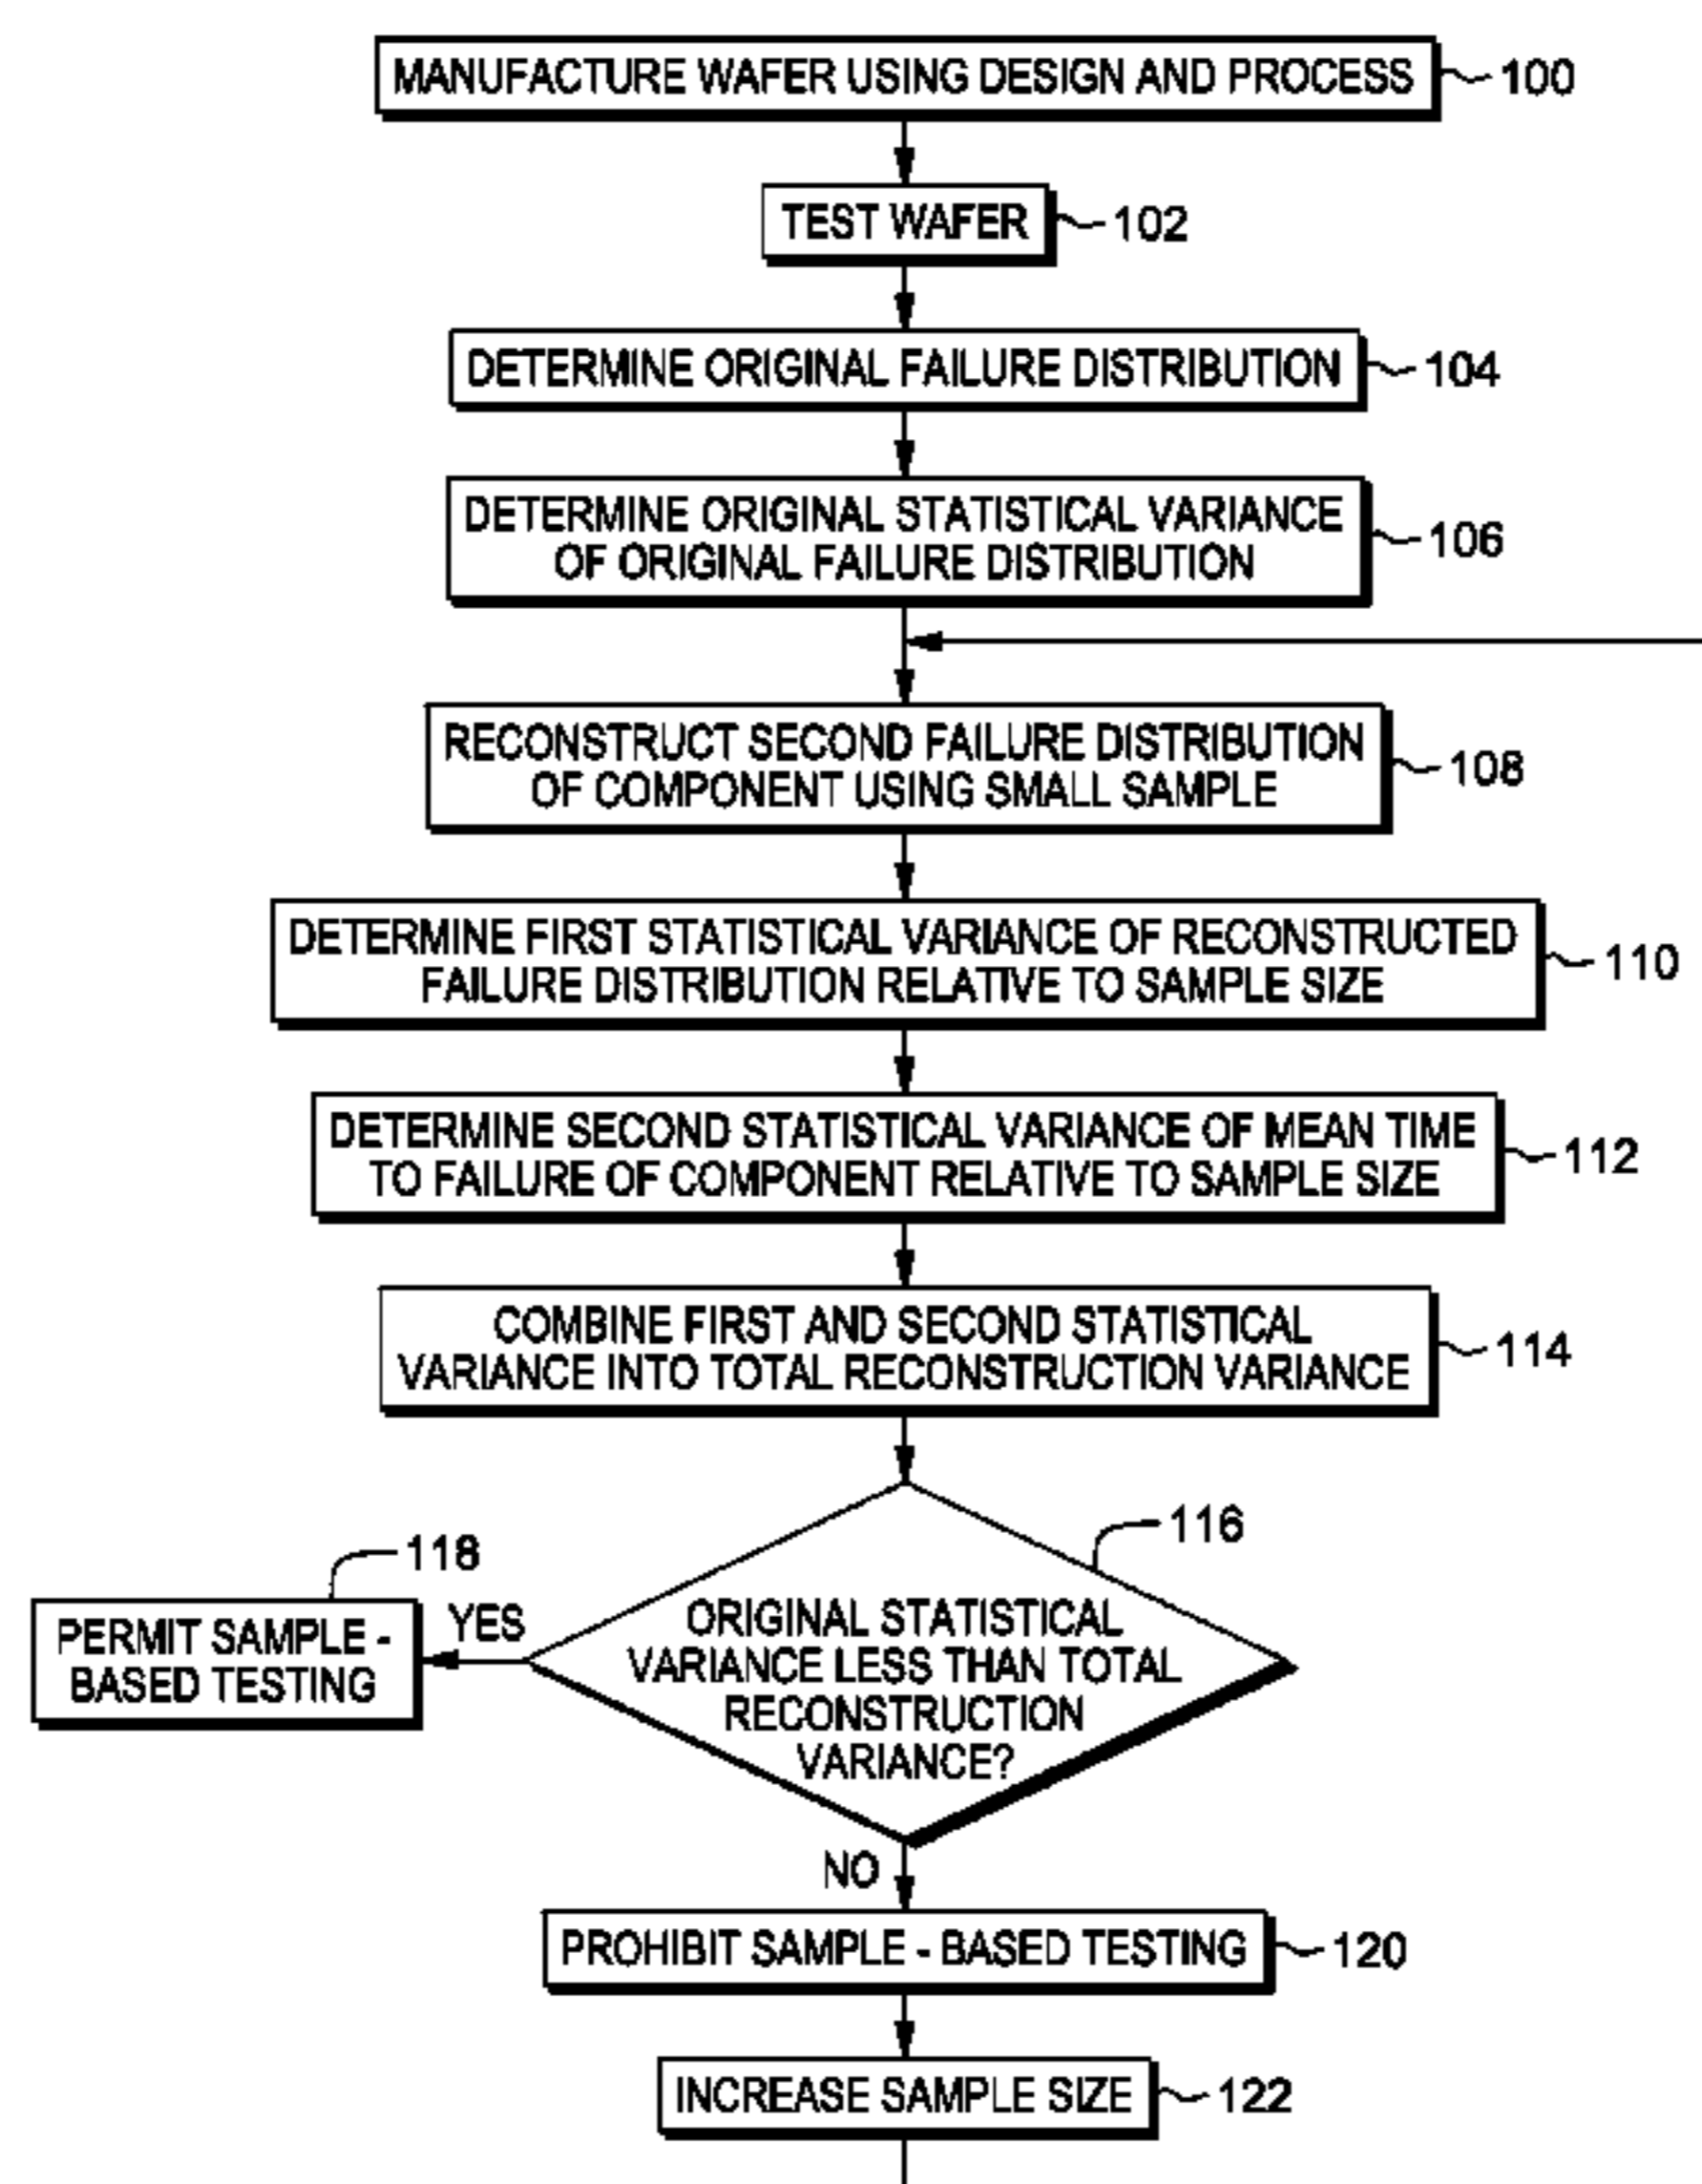 MANUFACTURE WAFER USING DESIGN AND PROCESS
100
TEST WAFER
102
DETERMINE ORIGINAL FAILURE DISTRIBUTION
104
DETERMINE ORIGINAL STATISTICAL VARIANCE
OF ORIGINAL FAILURE DISTRIBUTION
106
RECONSTRUCT SECOND FAILURE DISTRIBUTION
OF COMPONENT USING SMALL SAMPLE
108
DETERMINE FIRST STATISTICAL VARIANCE OF RECONSTRUCTED
FAILURE DISTRIBUTION RELATIVE TO SAMPLE SIZE
110
DETERMINE SECOND STATISTICAL VARIANCE OF MEAN TIME
TO FAILURE OF COMPONENT RELATIVE TO SAMPLE SIZE
112
COMBINE FIRST AND SECOND STATISTICAL
VARIANCE INTO TOTAL RECONSTRUCTION VARIANCE
114
116
ORIGINAL STATISTICAL
VARIANCE LESS THAN TOTAL
RECONSTRUCTION
VARIANCE?
YES
118
PERMIT SAMPLE -
BASED TESTING
NO
PROHIBIT SAMPLE - BASED TESTING
120
INCREASE SAMPLE SIZE
122